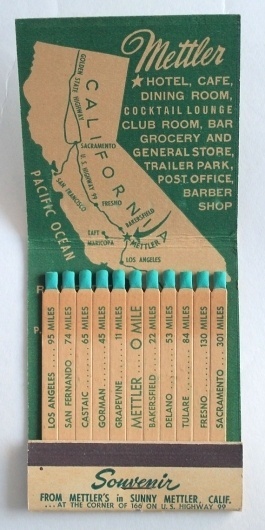 Mettler
HOTEL, CAFE,
DINING ROOM,
COCKTAIL LOUNGE
CLUB ROOM, BAR
GROCERY AND
GENERAL STORE,
TRAILER PARK,
POST OFFICE,
BARBER
SHOP
GOLDEN STATE HIGHWAY
CALIFORNIA
SACRAMENTO
U.S. HIGHWAY 99
SAN FRANCISCO
FRESNO
PACIFIC OCEAN
BAKERSFIELD
TAFT
MARICOPA
METTLER
LOS ANGELES
LOS ANGELES ... 95 MILES
SAN FERNANDO . 74 MILES
CASTAIC ... 65 MILES
GORMAN ... 45 MILES
GRAPEVINE . 11 MILES
METTLER ... O MILE
BAKERSFIELD . 22 MILES
DELANO ... 53 MILES
TULARE ... 84 MILES
FRESNO ... 130 MILES
SACRAMENTO . 301 MILES
Souvenir
FROM METTLER'S in SUNNY METTLER, CALIF.
... AT THE CORNER OF 166 ON U.S. HIGHWAY 99